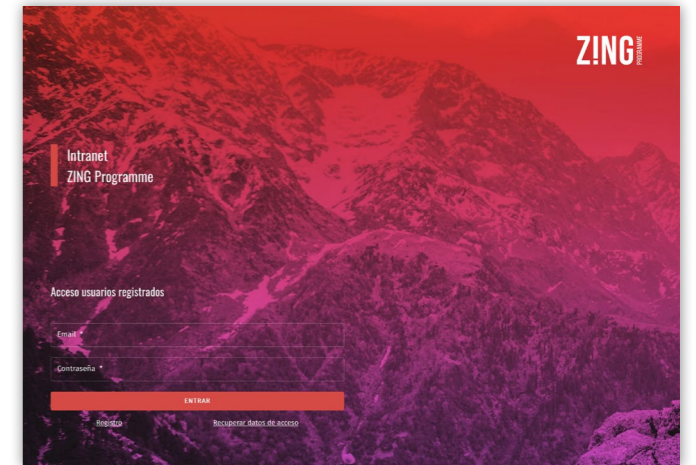 Z!NG
PROGRAMME
Intranet
ZING Programme
Acceso usuarios registrados
Email *
Contraseña *
ENTRAR
Registro
Recuperar datos de acceso